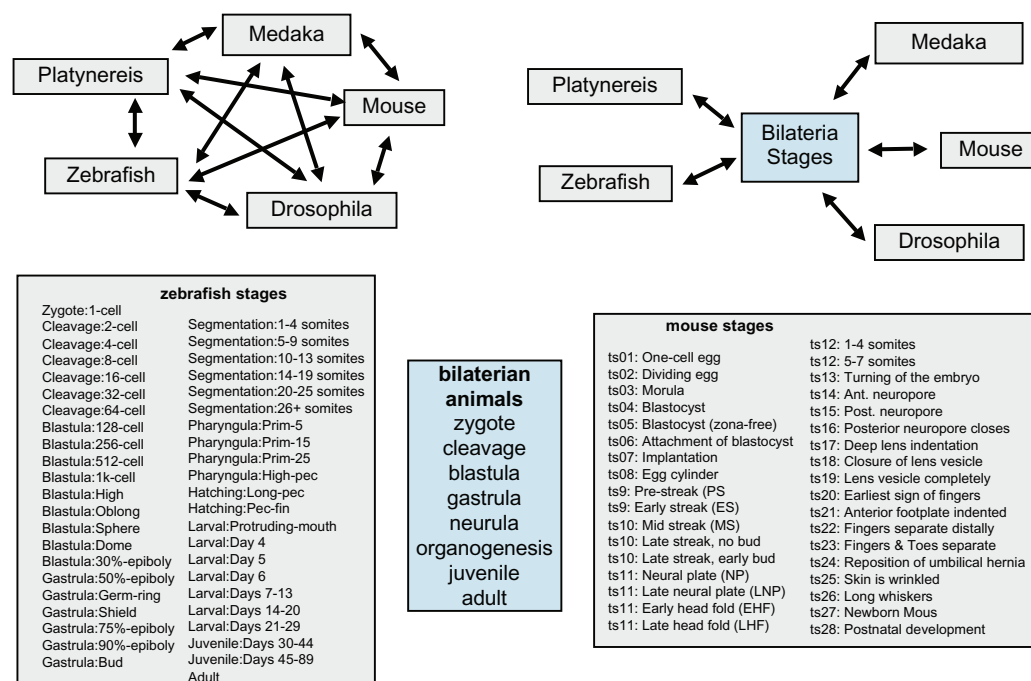 Medaka
Platynereis
Mouse
Zebrafish
Drosophila
Medaka
Platynereis
Bilateria
Stages
Mouse
Zebrafish
Drosophila
zebrafish stages
Zygote:1-cell
Cleavage:2-cell
Cleavage:4-cell
Cleavage:8-cell
Cleavage:16-cell
Cleavage:32-cell
Cleavage:64-cell
Blastula:128-cell
Blastula:256-cell
Blastula:512-cell
Blastula:1k-cell
Blastula:High
Blastula:Oblong
Blastula:Sphere
Blastula:Dome
Blastula:30%-epiboly
Gastrula:50%-epiboly
Gastrula:Germ-ring
Gastrula:Shield
Gastrula:75%-epiboly
Gastrula:90%-epiboly
Gastrula:Bud
Segmentation:1-4 somites
Segmentation:5-9 somites
Segmentation:10-13 somites
Segmentation:14-19 somites
Segmentation:20-25 somites
Segmentation:26+ somites
Pharyngula:Prim-5
Pharyngula:Prim-15
Pharyngula:Prim-25
Pharyngula:High-pec
Hatching:Long-pec
Hatching:Pec-fin
Larval:Protruding-mouth
Larval:Day 4
Larval:Day 5
Larval:Day 6
Larval:Days 7-13
Larval:Days 14-20
Larval:Days 21-29
Juvenile:Days 30-44
Juvenile:Days 45-89
Adult
bilaterian
animals
zygote
cleavage
blastula
gastrula
neurula
organogenesis
juvenile
adult
mouse stages
ts01: One-cell egg
ts02: Dividing egg
ts03: Morula
ts04: Blastocyst
ts05: Blastocyst (zona-free)
ts06: Attachment of blastocyst
ts07: Implantation
ts08: Egg cylinder
ts9: Pre-streak (PS
ts9: Early streak (ES)
ts10: Mid streak (MS)
ts10: Late streak, no bud
ts10: Late streak, early bud
ts11: Neural plate (NP)
ts11: Late neural plate (LNP)
ts11: Early head fold (EHF)
ts11: Late head fold (LHF)
ts12: 1-4 somites
ts12: 5-7 somites
ts13: Turning of the embryo
ts14: Ant. neuropore
ts15: Post. neuropore
ts16: Posterior neuropore closes
ts17: Deep lens indentation
ts18: Closure of lens vesicle
ts19: Lens vesicle completely
ts20: Earliest sign of fingers
ts21: Anterior footplate indented
ts22: Fingers separate distally
ts23: Fingers & Toes separate
ts24: Reposition of umbilical hernia
ts25: Skin is wrinkled
ts26: Long whiskers
ts27: Newborn Mous
ts28: Postnatal development